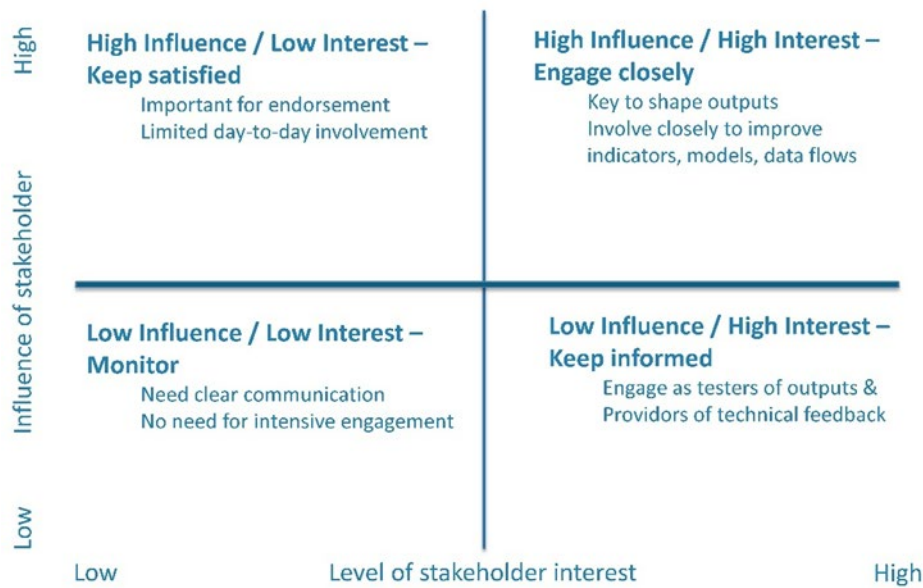 High
Influence of stakeholder
Low
High Influence / Low Interest –
Keep satisfied
Important for endorsement
Limited day-to-day involvement
High Influence / High Interest –
Engage closely
Key to shape outputs
Involve closely to improve
indicators, models, data flows
Low Influence / Low Interest –
Monitor
Need clear communication
No need for intensive engagement
Low Influence / High Interest –
Keep informed
Engage as testers of outputs &
Providors of technical feedback
Low
Level of stakeholder interest
High